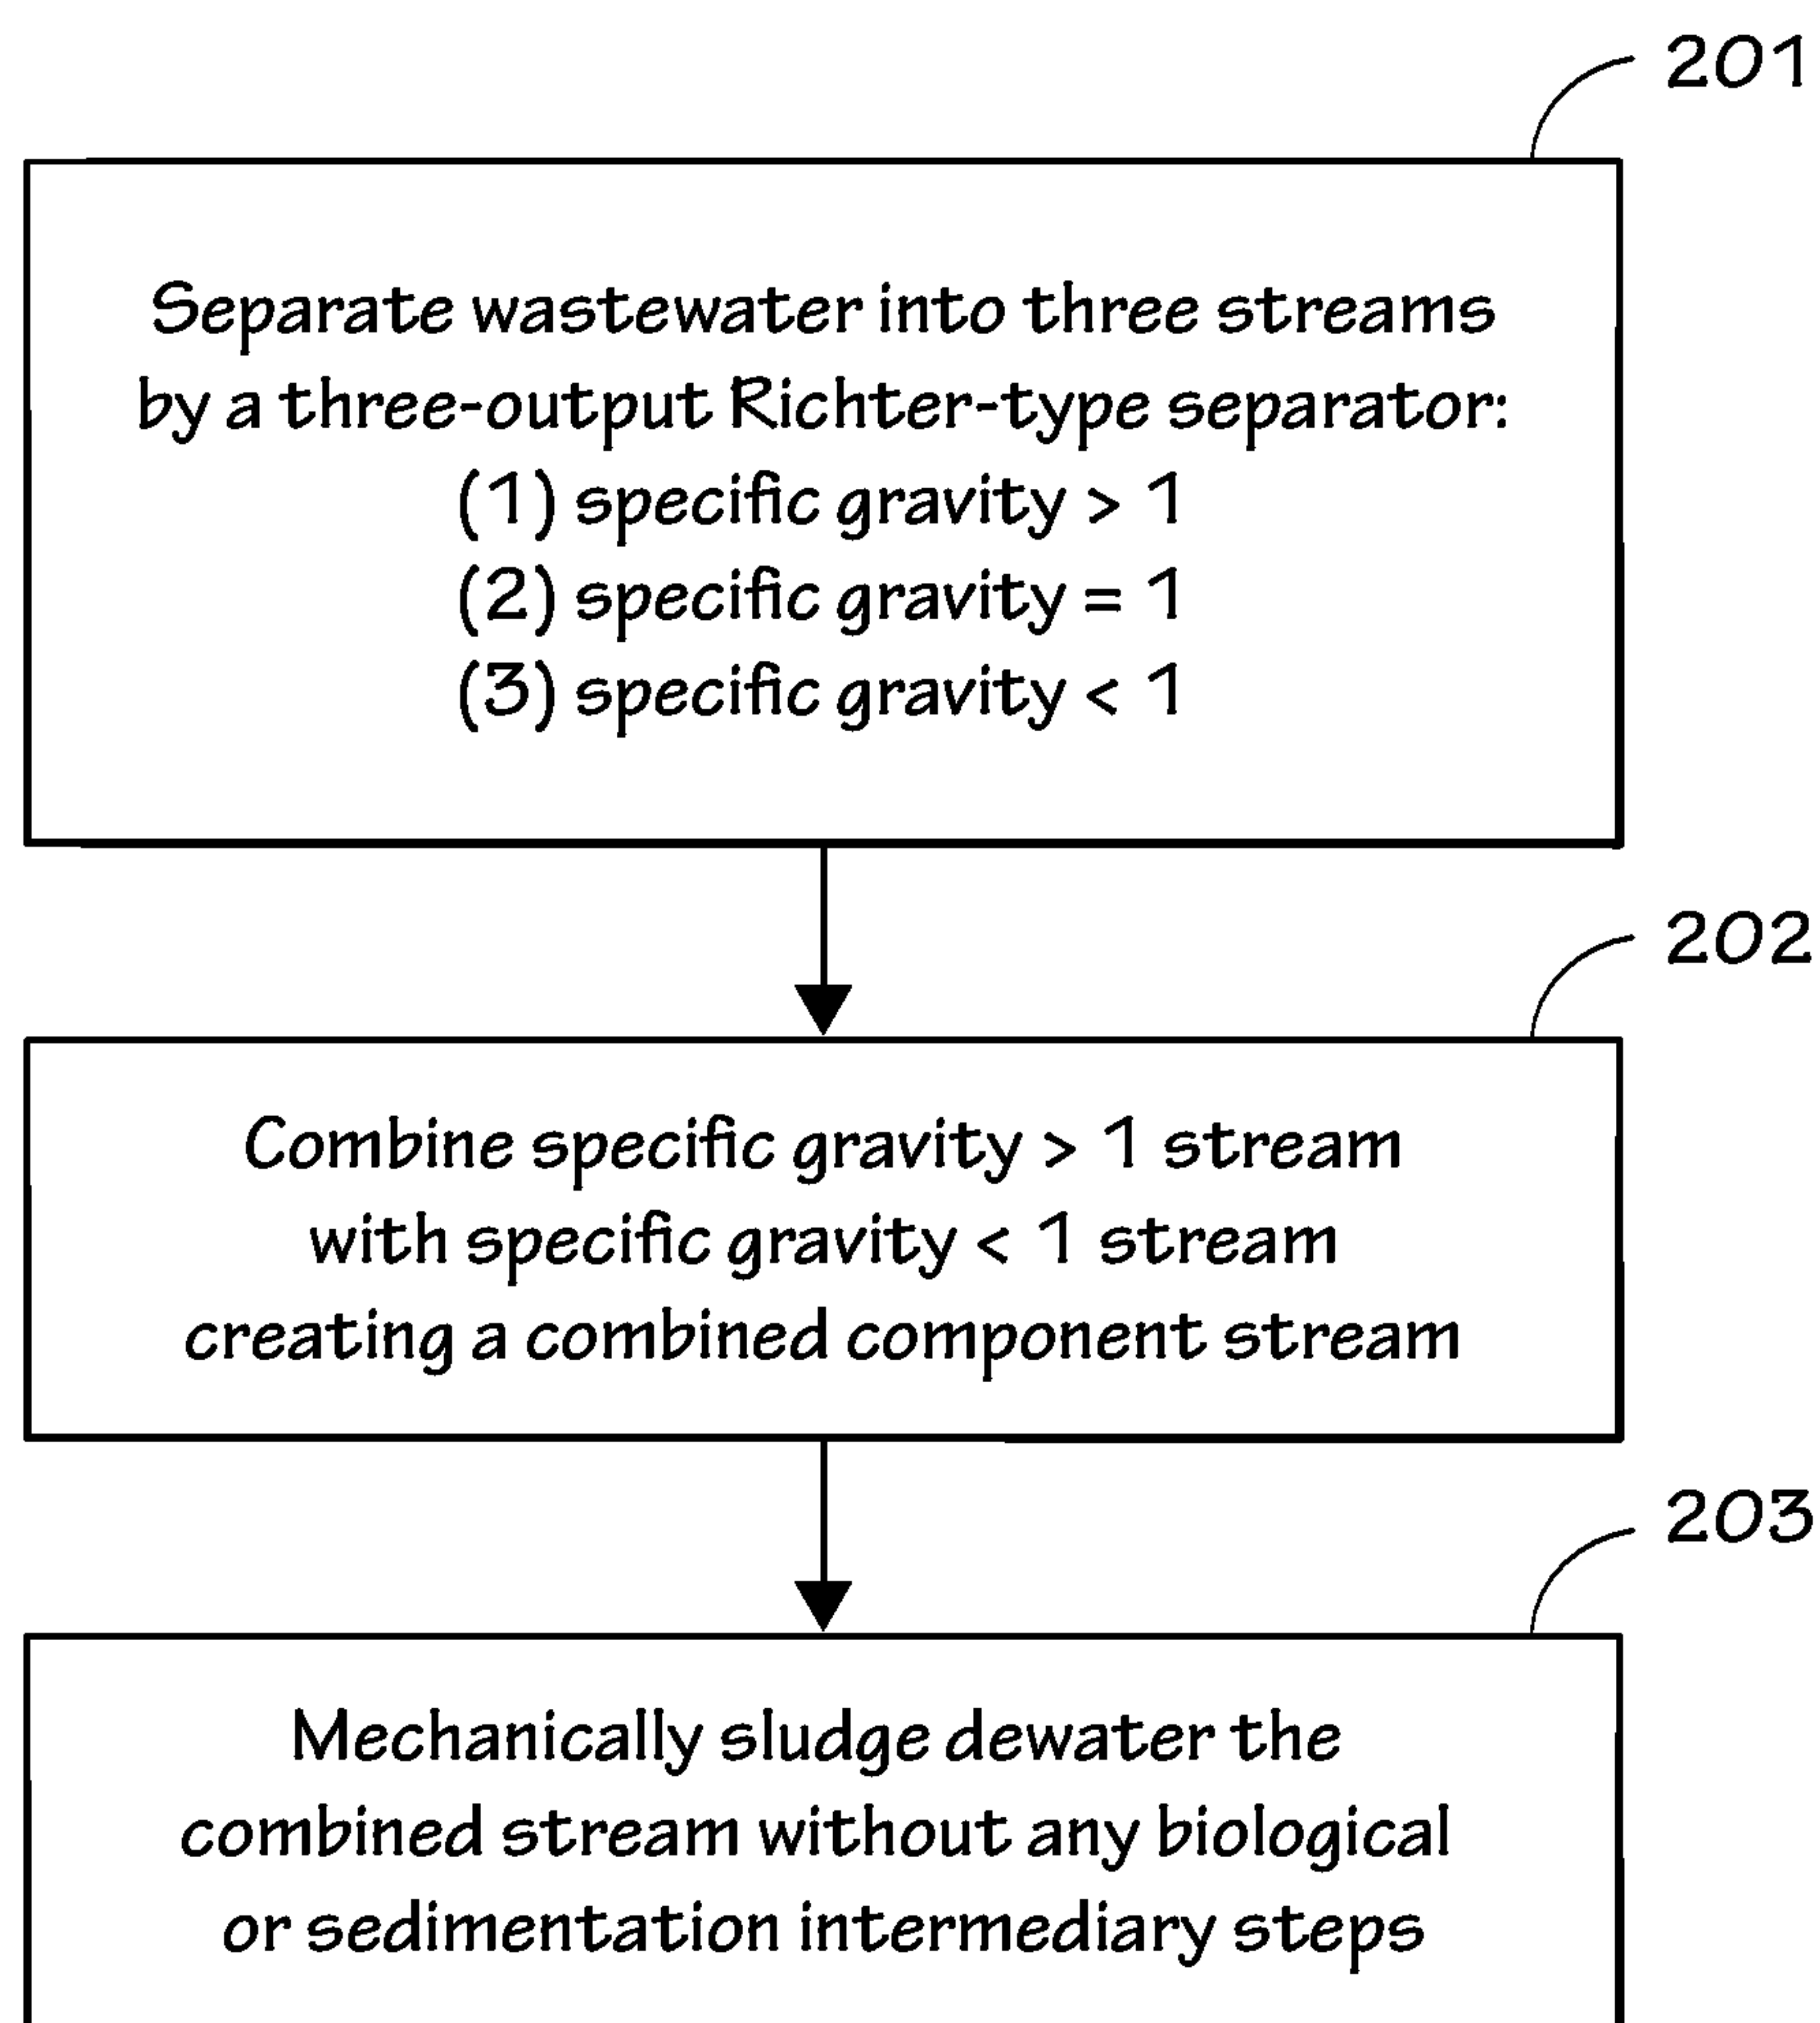 201
Separate wastewater into three streams
by a three-output Richter-type separator:
(1) specific gravity > 1
(2) specific gravity = 1
(3) specific gravity < 1
202
Combine specific gravity > 1 stream
with specific gravity < 1 stream
creating a combined component stream
203
Mechanically sludge dewater the
combined stream without any biological
or sedimentation intermediary steps